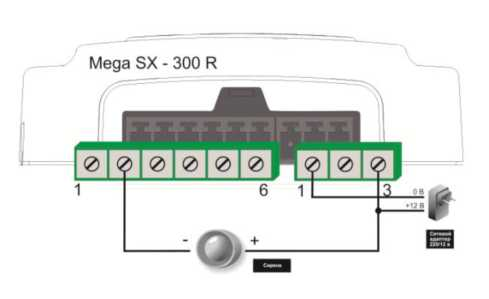 Mega SX - 300 R
1 6 1 3
0 В
+12 В
- +
Сетевой
адаптер
220/12 в
Сирена